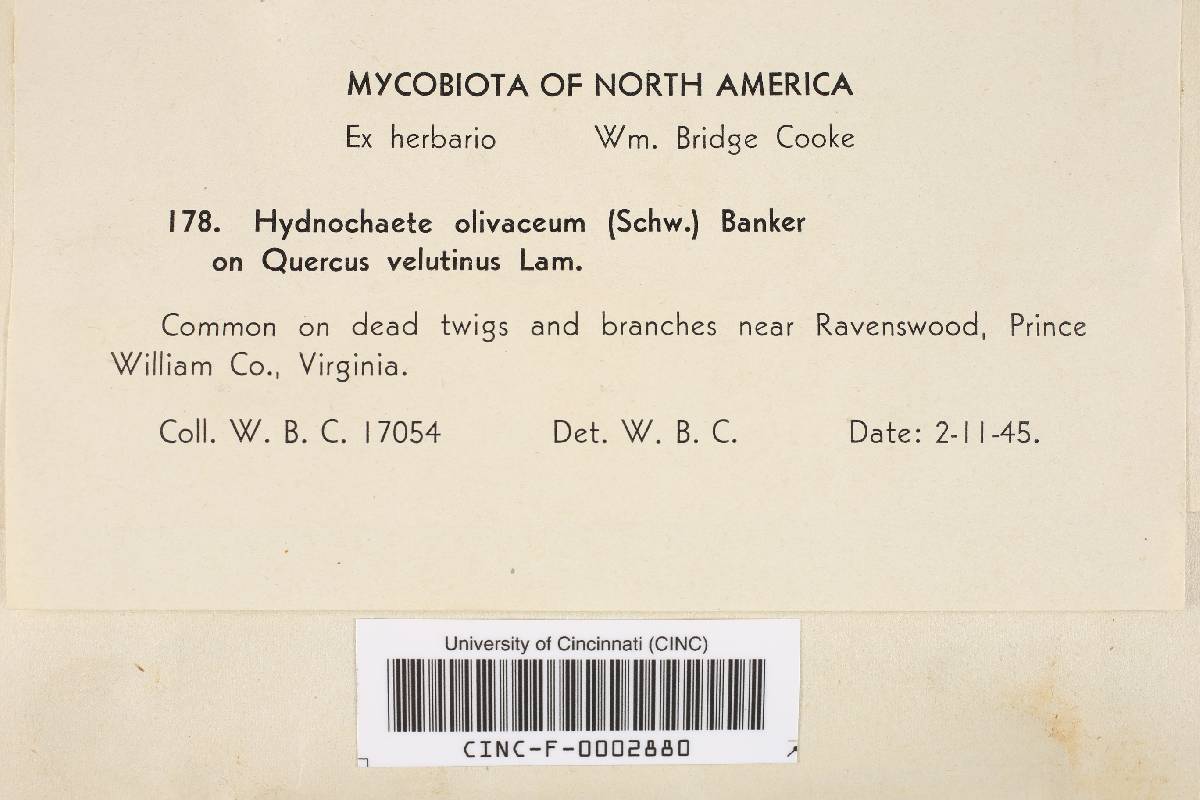 MYCOBIOTA OF NORTH AMERICA
Ex herbario Wm. Bridge Cooke
178. Hydnochaete olivaceum (Schw.) Banker
on Quercus velutinus Lam.
Common on dead twigs and branches near Ravenswood, Prince
William Co., Virginia.
Coll. W. B. C. 17054 Det. W. B. C. Date: 2-11-45.
University of Cincinnati (CINC)
CINC-F-0002880